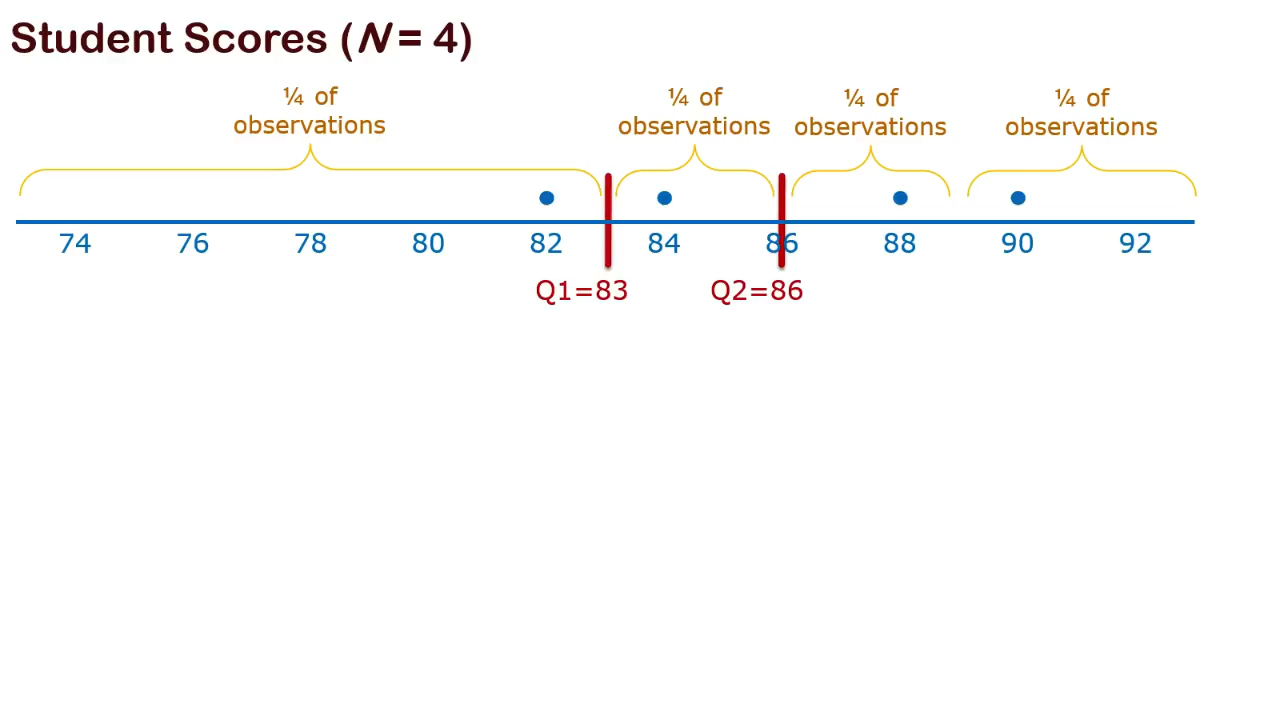 Student Scores (N = 4)
¼ of observations
¼ of observations
¼ of observations
¼ of observations
74 76 78 80 82 84 86 88 90 92
Q1=83 Q2=86